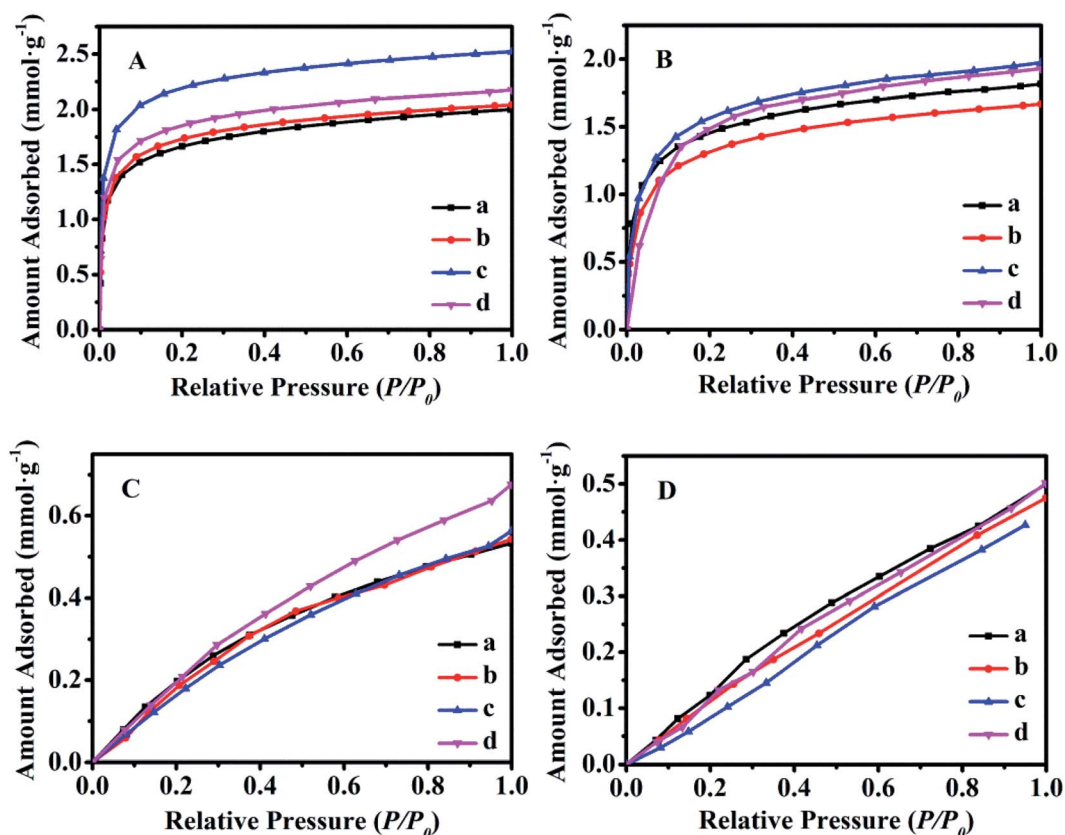 A
Amount Adsorbed (mmol·g⁻¹)
2.5
2.0
1.5
1.0
0.5
0.0
a
b
c
d
0.0 0.2 0.4 0.6 0.8 1.0
Relative Pressure (P/P₀)
B
Amount Adsorbed (mmol·g⁻¹)
2.0
1.5
1.0
0.5
0.0
a
b
c
d
0.0 0.2 0.4 0.6 0.8 1.0
Relative Pressure (P/P₀)
C
Amount Adsorbed (mmol·g⁻¹)
0.6
0.4
0.2
0.0
a
b
c
d
0.0 0.2 0.4 0.6 0.8 1.0
Relative Pressure (P/P₀)
D
Amount Adsorbed (mmol·g⁻¹)
0.5
0.4
0.3
0.2
0.1
0.0
a
b
c
d
0.0 0.2 0.4 0.6 0.8 1.0
Relative Pressure (P/P₀)